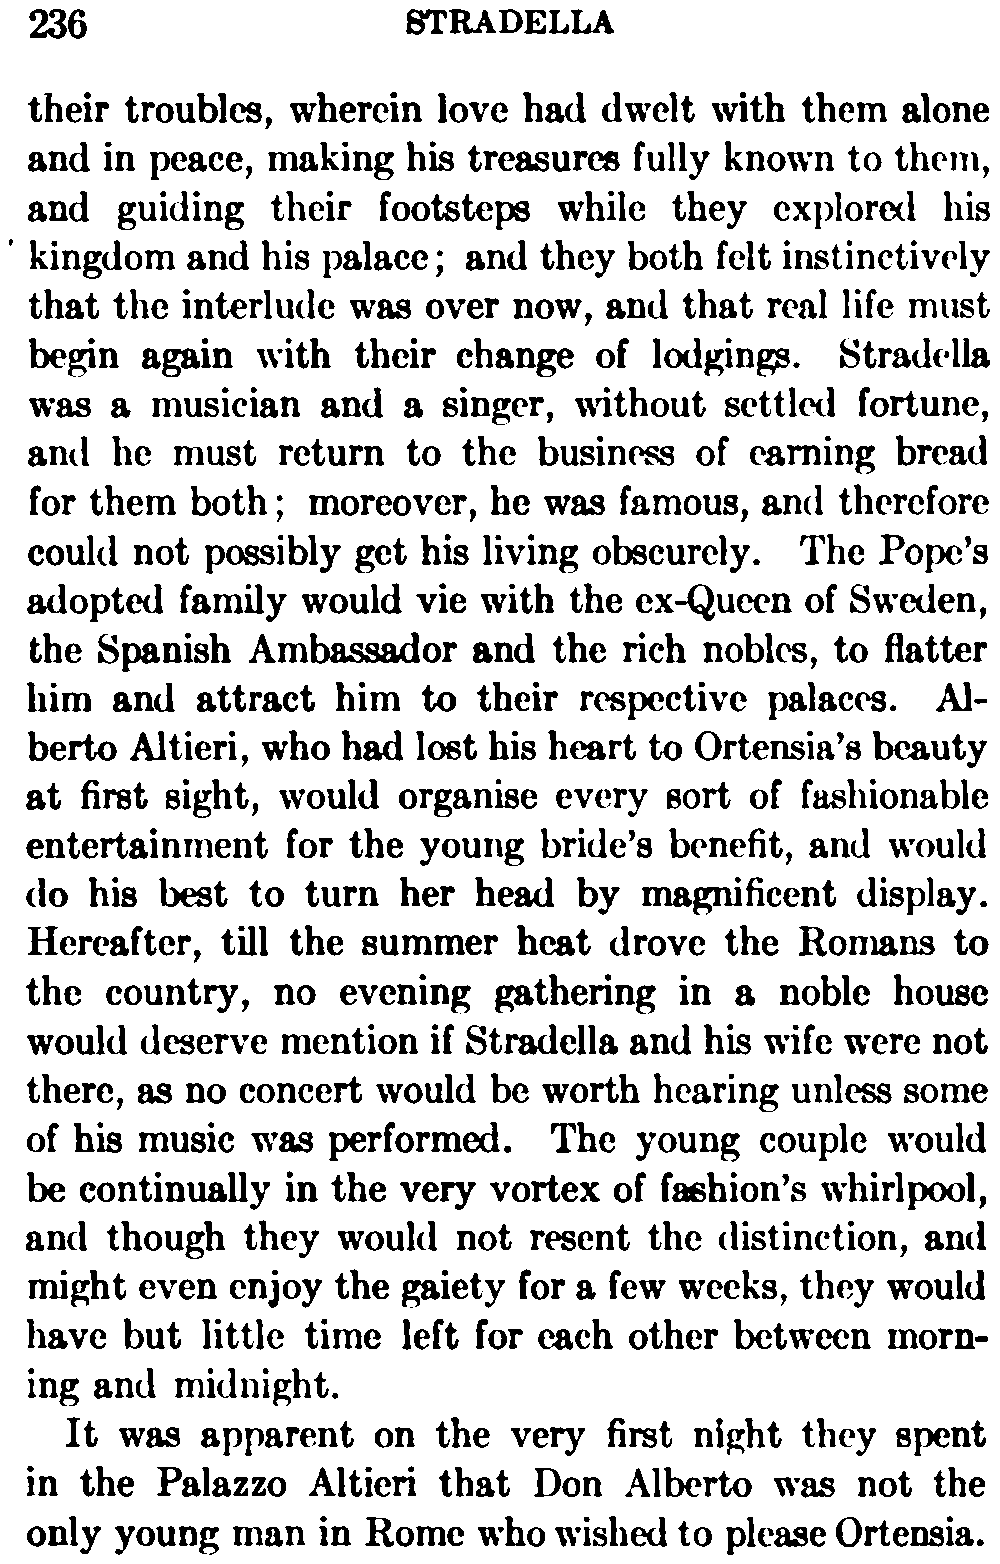 236 STRADELLA
their troubles, wherein love had dwelt with them alone
and in peace, making his treasures fully known to them,
and guiding their footsteps while they explored his
kingdom and his palace; and they both felt instinctively
that the interlude was over now, and that real life must
begin again with their change of lodgings. Stradella
was a musician and a singer, without settled fortune,
and he must return to the business of earning bread
for them both; moreover, he was famous, and therefore
could not possibly get his living obscurely. The Pope's
adopted family would vie with the ex-Queen of Sweden,
the Spanish Ambassador and the rich nobles, to flatter
him and attract him to their respective palaces. Al-
berto Altieri, who had lost his heart to Ortensia's beauty
at first sight, would organise every sort of fashionable
entertainment for the young bride's benefit, and would
do his best to turn her head by magnificent display.
Hereafter, till the summer heat drove the Romans to
the country, no evening gathering in a noble house
would deserve mention if Stradella and his wife were not
there, as no concert would be worth hearing unless some
of his music was performed. The young couple would
be continually in the very vortex of fashion's whirlpool,
and though they would not resent the distinction, and
might even enjoy the gaiety for a few weeks, they would
have but little time left for each other between morn-
ing and midnight.
It was apparent on the very first night they spent
in the Palazzo Altieri that Don Alberto was not the
only young man in Rome who wished to please Ortensia.